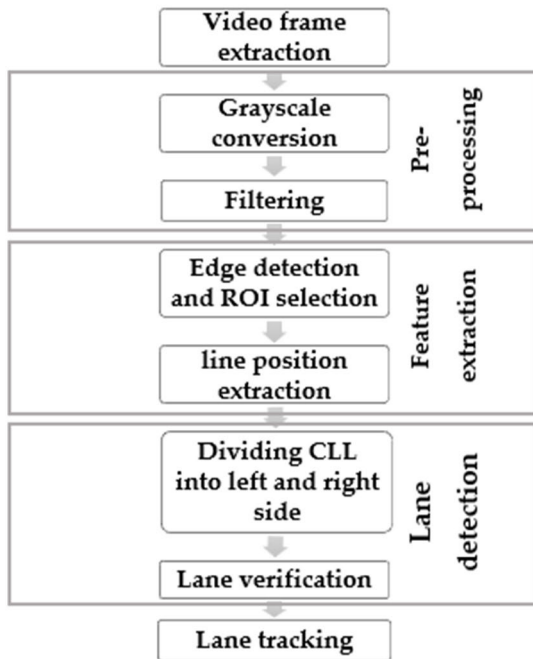 Video frame
extraction
Grayscale
conversion
Filtering
Pre-
processing
Edge detection
and ROI selection
line position
extraction
Feature
extraction
Dividing CLL
into left and right
side
Lane verification
Lane
detection
Lane tracking